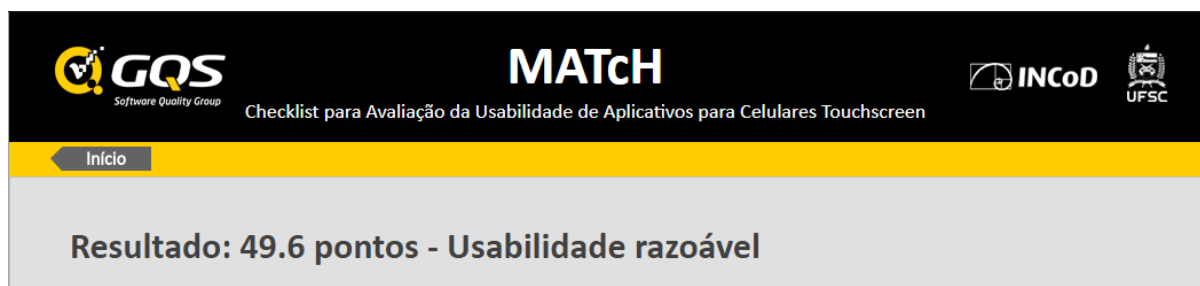 GQS
Software Quality Group
MATcH
Checklist para Avaliação da Usabilidade de Aplicativos para Celulares Touchscreen
INCoD
UFSC
Início
Resultado: 49.6 pontos - Usabilidade razoável